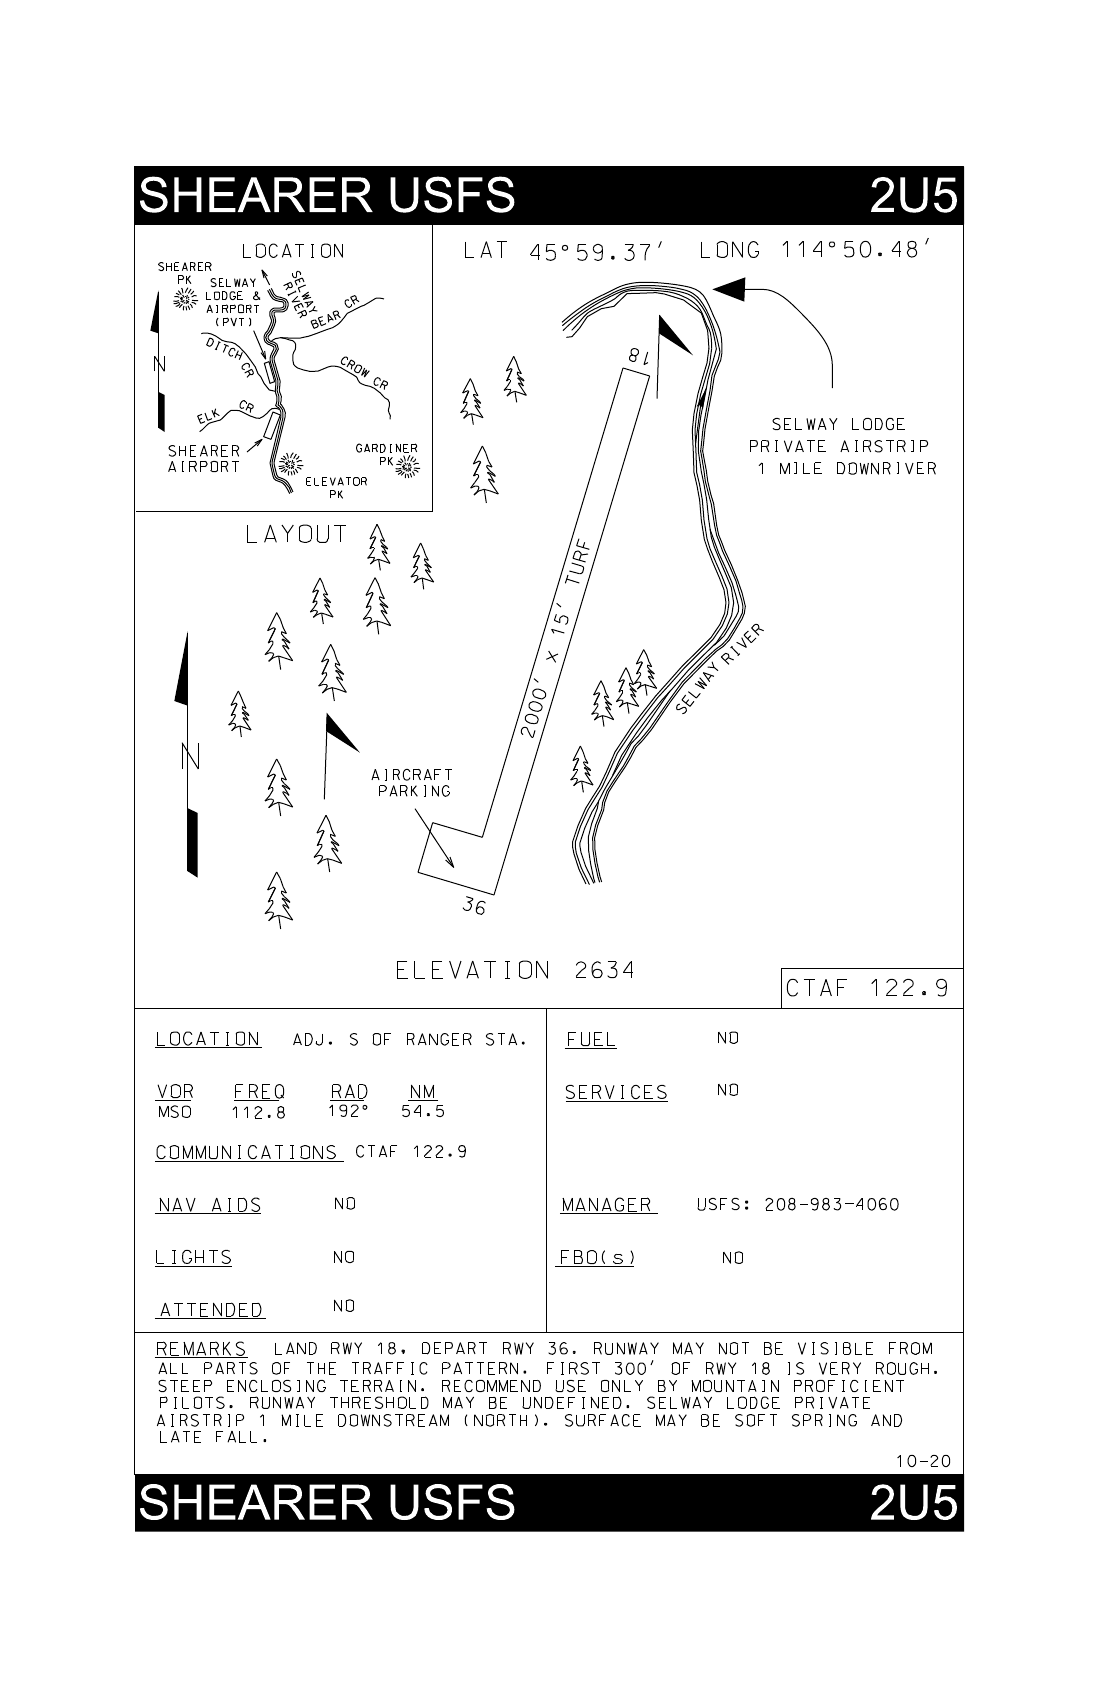 SHEARER USFS 2U5
LOCATION
SHEARER
PK
SELWAY
LODGE &
AIRPORT
(PVT)
SELWAY
RIVER
BEAR CR
DITCH CR
CROW CR
N
ELK CR
SHEARER
AIRPORT
GARDINER
PK
ELEVATOR
PK
LAT 45°59.37′ LONG 114°50.48′
18
SELWAY LODGE
PRIVATE AIRSTRIP
1 MILE DOWNRIVER
LAYOUT
2000′ x 15′ TURF
SELWAY RIVER
N
AIRCRAFT
PARKING
36
ELEVATION 2634
CTAF 122.9
LOCATION ADJ. S OF RANGER STA.
VOR FREQ RAD NM
MSO 112.8 192° 54.5
COMMUNICATIONS CTAF 122.9
NAV AIDS NO
LIGHTS NO
ATTENDED NO
FUEL NO
SERVICES NO
MANAGER USFS: 208-983-4060
FBO(s) NO
REMARKS LAND RWY 18, DEPART RWY 36. RUNWAY MAY NOT BE VISIBLE FROM
ALL PARTS OF THE TRAFFIC PATTERN. FIRST 300′ OF RWY 18 IS VERY ROUGH.
STEEP ENCLOSING TERRAIN. RECOMMEND USE ONLY BY MOUNTAIN PROFICIENT
PILOTS. RUNWAY THRESHOLD MAY BE UNDEFINED. SELWAY LODGE PRIVATE
AIRSTRIP 1 MILE DOWNSTREAM (NORTH). SURFACE MAY BE SOFT SPRING AND
LATE FALL.
10-20
SHEARER USFS 2U5